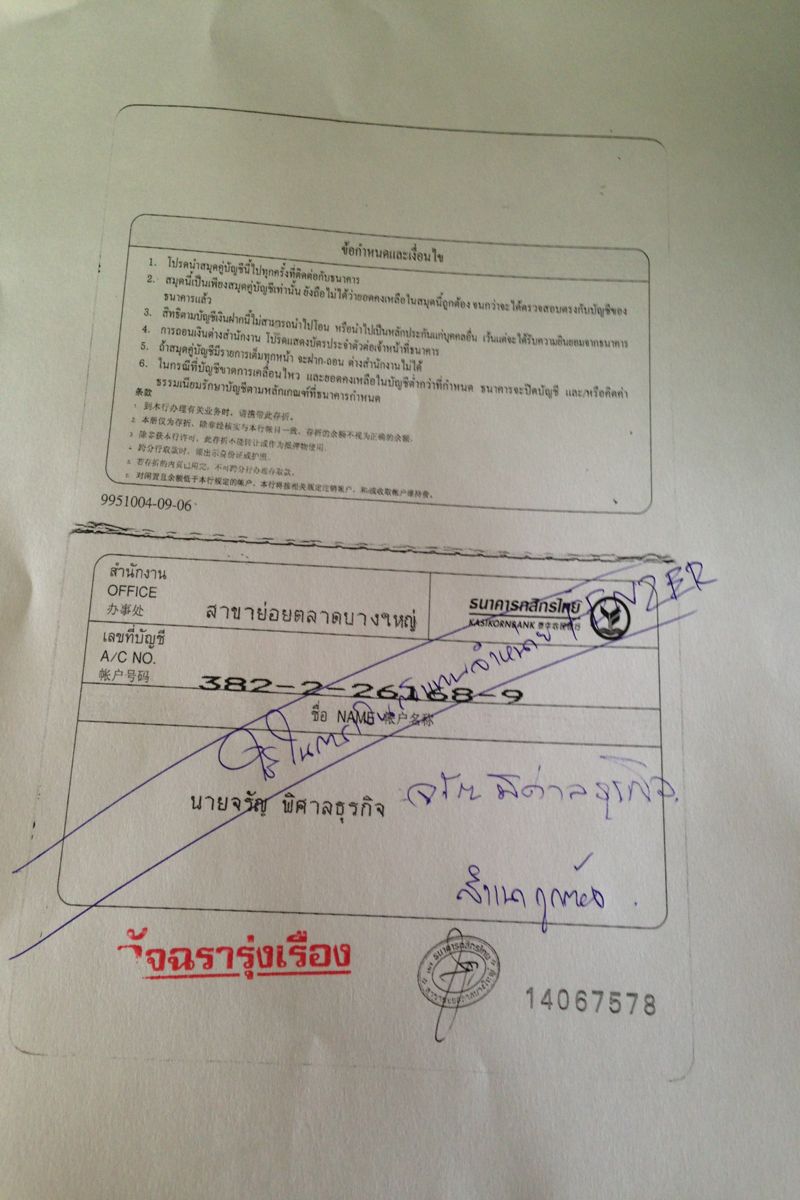 ข้อกำหนดและเงื่อนไข
1. โปรดนำสมุดคู่บัญชีนี้ไปทุกครั้งที่ติดต่อกับธนาคาร
2. สมุดนี้เป็นเพียงสมุดคู่บัญชีเท่านั้น ยังถือไม่ได้ว่ายอดคงเหลือในสมุดนี้ถูกต้อง จนกว่าจะได้ตรวจสอบตรงกับบัญชีของ
ธนาคารแล้ว
3. สิทธิตามบัญชีเงินฝากนี้ไม่สามารถนำไปโอน หรือนำไปเป็นหลักประกันแก่บุคคลอื่น เว้นแต่จะได้รับความยินยอมจากธนาคาร
4. การถอนเงินต่างสำนักงาน โปรดแสดงบัตรประจำตัวต่อเจ้าหน้าที่ธนาคาร
5. ถ้าสมุดคู่บัญชีมีรายการเต็มทุกหน้า จะฝาก-ถอน ต่างสำนักงานไม่ได้
6. ในกรณีที่บัญชีขาดการเคลื่อนไหว และยอดคงเหลือในบัญชีต่ำกว่าที่กำหนด ธนาคารจะปิดบัญชี และ/หรือคิดค่า
ธรรมเนียมรักษาบัญชีตามหลักเกณฑ์ที่ธนาคารกำหนด
条款
1. 到本行办理有关业务时，请携带此存折。
2. 本册仅为存折，除非经核实与本行帐目一致，存折的余额不视为正确的余额。
3. 除非获本行许可，此存折不能转让或作为抵押物使用。
4. 跨分行取款时，须出示身份证或护照。
5. 若存折的内页已用完，不可跨分行办理存取款。
6. 对闲置且余额低于本行规定的帐户，本行将按相关规定注销帐户，和/或收取帐户维持费。
9951004-09-06
สำนักงาน
OFFICE
办事处
สาขาย่อยตลาดบางใหญ่
ธนาคารกสิกรไทย
KASIKORNBANK
เลขที่บัญชี
A/C NO.
帐户号码
382-2-26168-9
ชื่อ NAME 帐户名称
นายจรัญ พิศาลธุรกิจ
จรัญ พิศาลธุรกิจ.
สำเนาถูกต้อง
จฉรารุ่งเรือง
ธนาคารกสิกรไทย
14067578